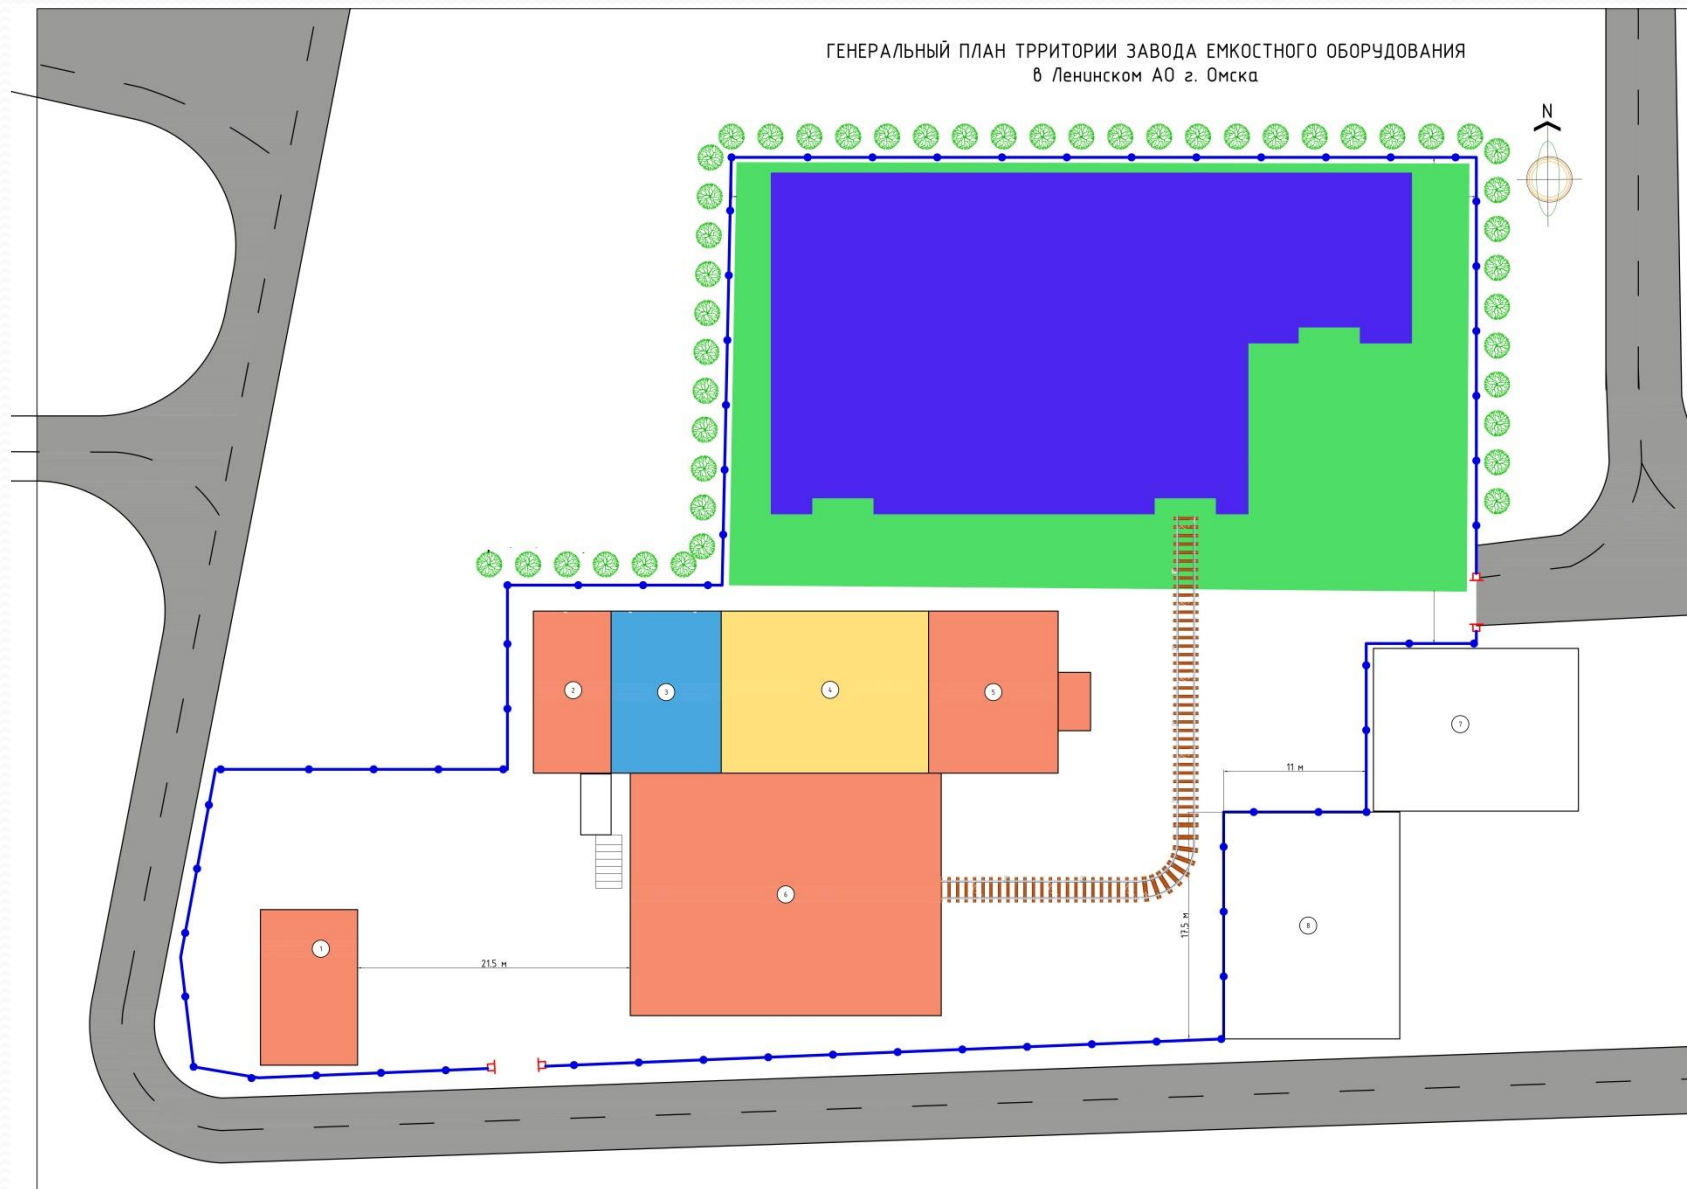 ГЕНЕРАЛЬНЫЙ ПЛАН ТРРИТОРИИ ЗАВОДА ЕМКОСТНОГО ОБОРУДОВАНИЯ
в Ленинском АО г. Омска
N
2
3
4
5
7
11 м
6
8
17.5 м
1
21.5 м